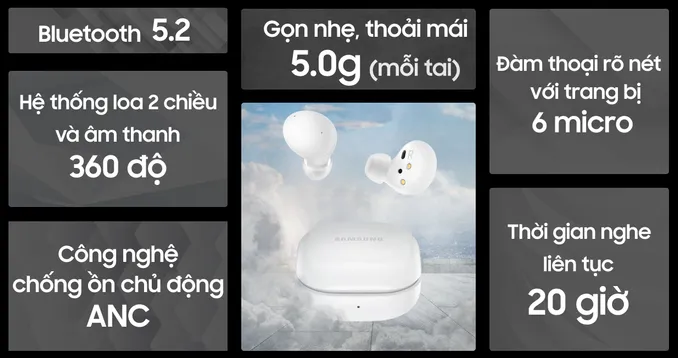 Bluetooth 5.2
Hệ thống loa 2 chiều
và âm thanh
360 độ
Công nghệ
chống ồn chủ động
ANC
Gọn nhẹ, thoải mái
5.0g (mỗi tai)
SAMSUNG
Đàm thoại rõ nét
với trang bị
6 micro
Thời gian nghe
liên tục
20 giờ